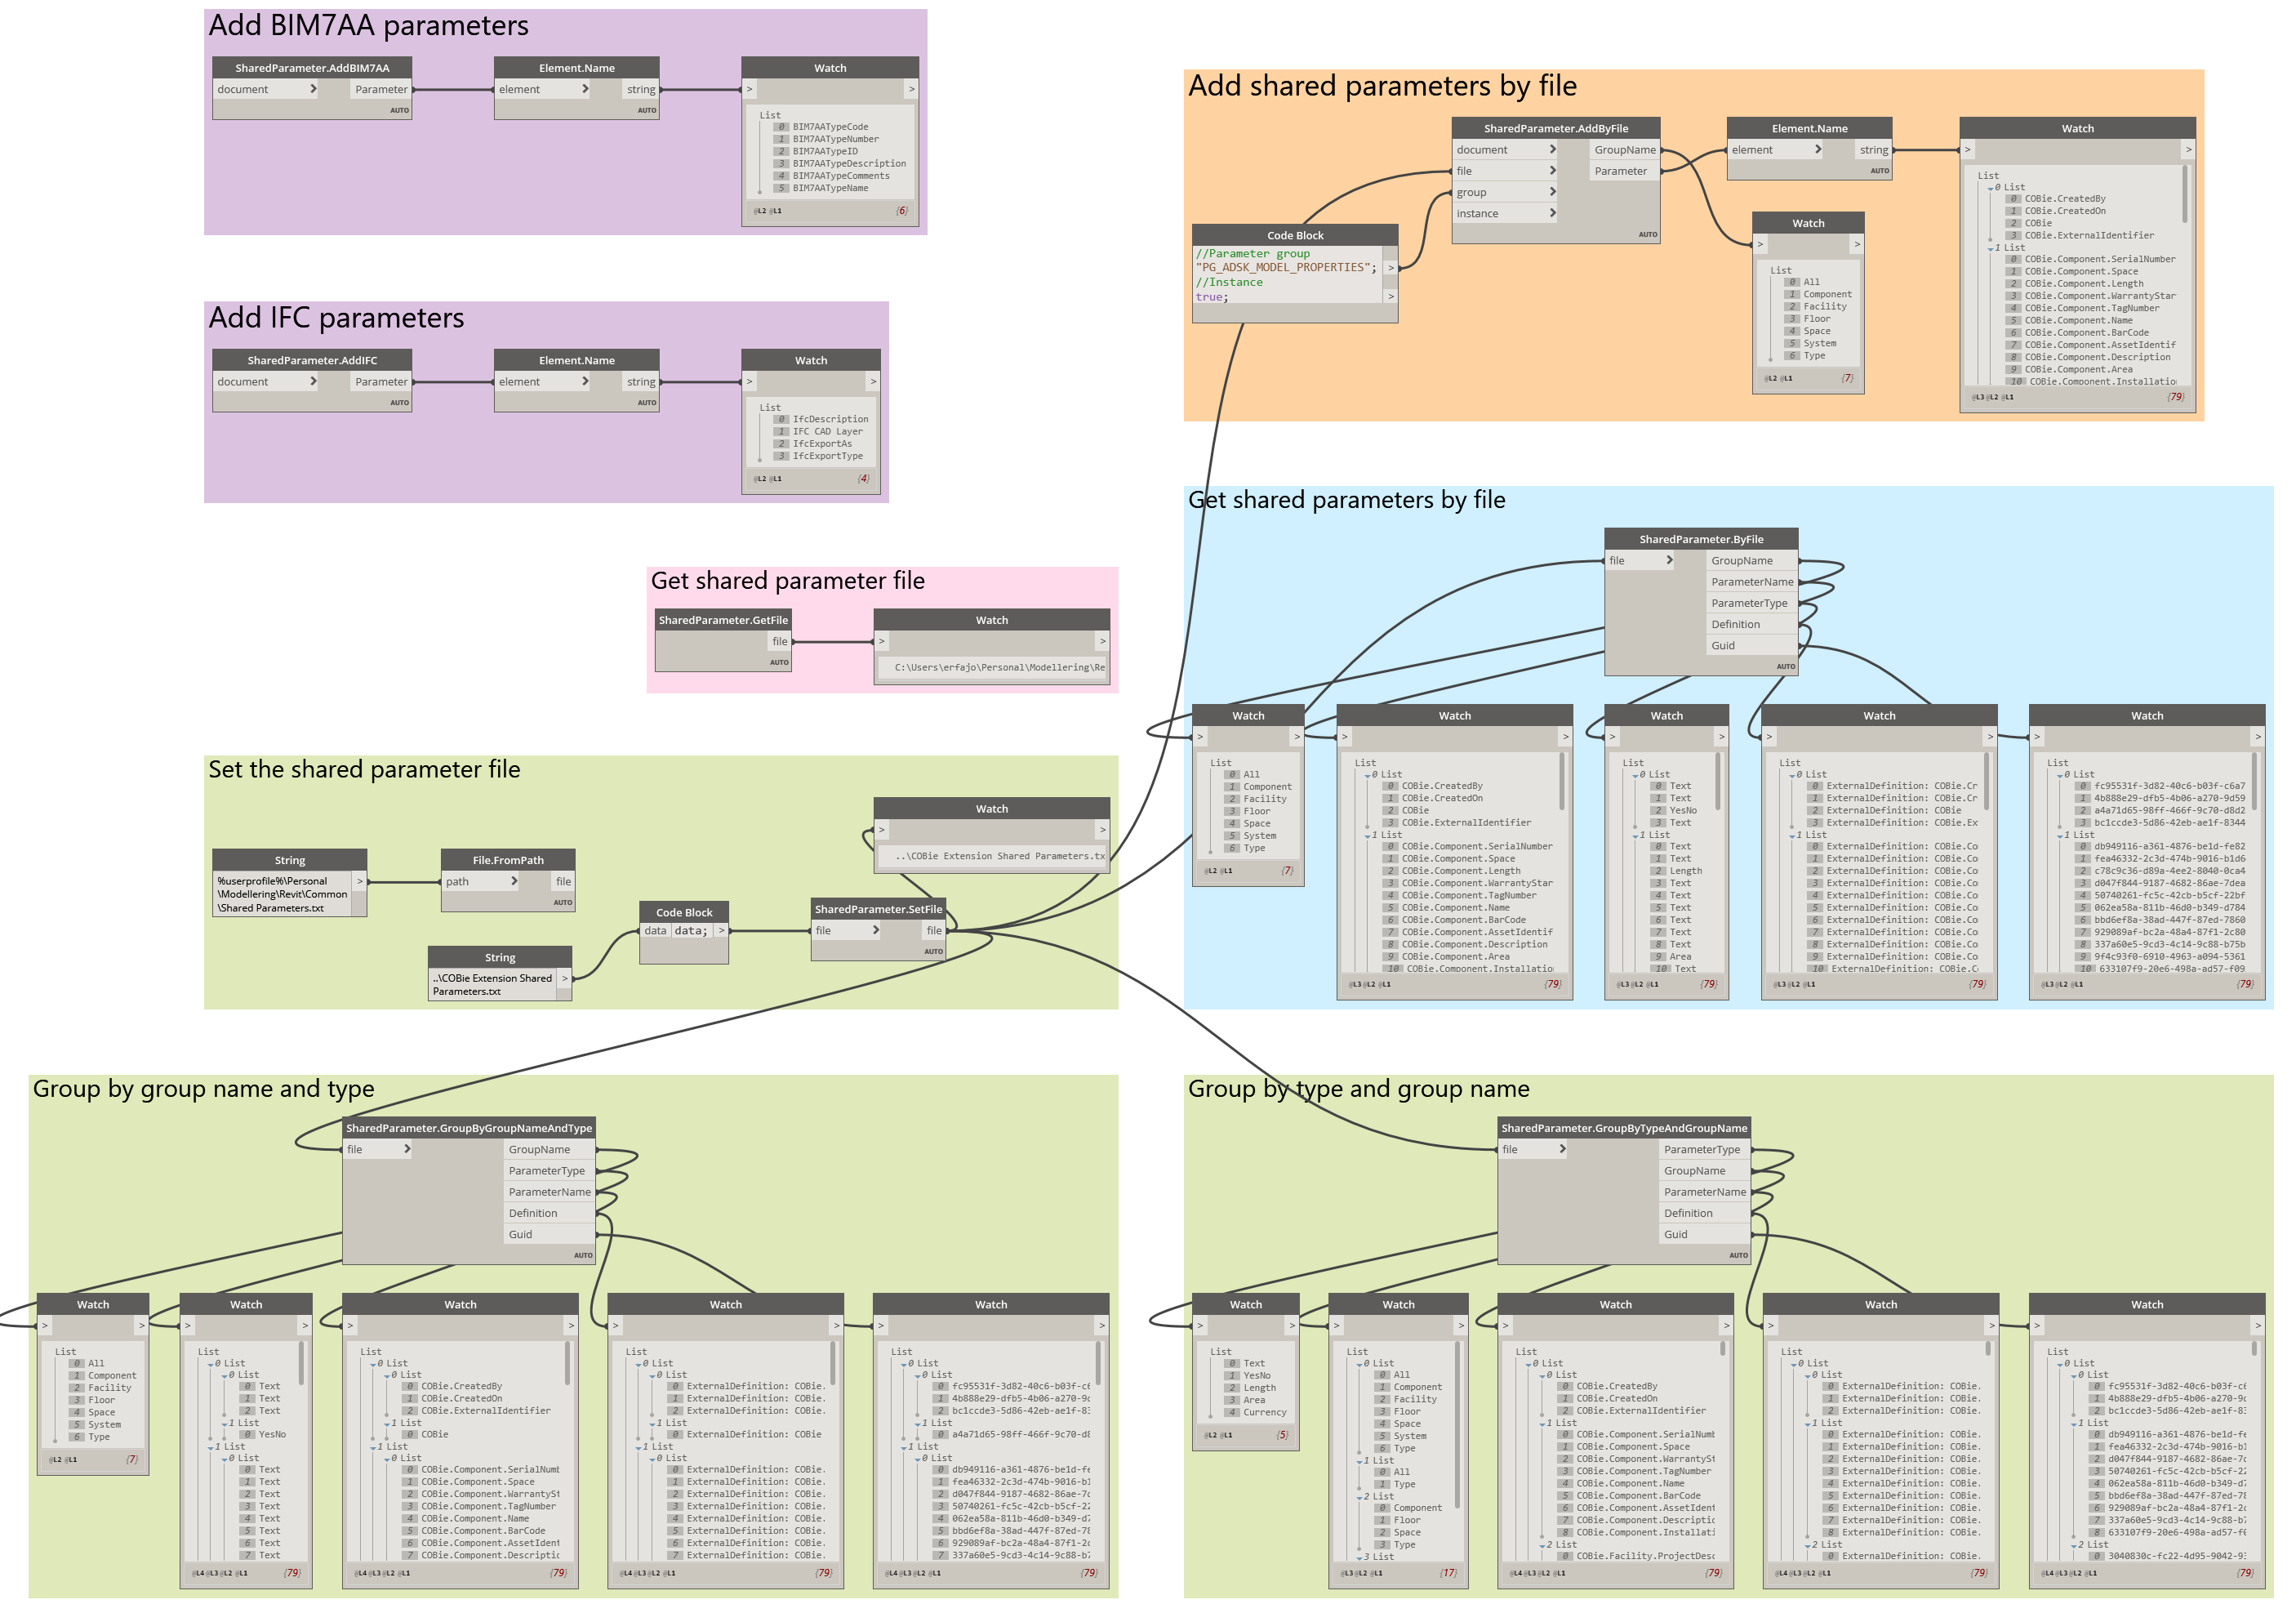 Add BIM7AA parameters
SharedParameter.AddBIM7AA
document > Parameter
AUTO
Element.Name
element > string
AUTO
Watch
> >
List
0 BIM7AATypeCode
1 BIM7AATypeNumber
2 BIM7AATypeID
3 BIM7AATypeDescription
4 BIM7AATypeComments
5 BIM7AATypeName
@L2 @L1 {6}
Add IFC parameters
SharedParameter.AddIFC
document > Parameter
AUTO
Element.Name
element > string
AUTO
Watch
> >
List
0 IfcDescription
1 IFC CAD Layer
2 IfcExportAs
3 IfcExportType
@L2 @L1 {4}
Add shared parameters by file
SharedParameter.AddByFile
document > GroupName
file > Parameter
group >
instance >
AUTO
Element.Name
element > string
AUTO
Code Block
//Parameter group
"PG_ADSK_MODEL_PROPERTIES"; >
//Instance
true; >
Watch
> >
List
0 All
1 Component
2 Facility
3 Floor
4 Space
5 System
6 Type
@L2 @L1 {7}
Watch
> >
List
0 List
0 COBie.CreatedBy
1 COBie.CreatedOn
2 COBie
3 COBie.ExternalIdentifier
1 List
0 COBie.Component.SerialNumber
1 COBie.Component.Space
2 COBie.Component.Length
3 COBie.Component.WarrantyStar
4 COBie.Component.TagNumber
5 COBie.Component.Name
6 COBie.Component.BarCode
7 COBie.Component.AssetIdentif
8 COBie.Component.Description
9 COBie.Component.Area
10 COBie.Component.Installatio
@L3 @L2 @L1 {79}
Get shared parameter file
SharedParameter.GetFile
file
AUTO
Watch
> >
C:\Users\erfajo\Personal\Modellering\Re
Set the shared parameter file
String
%userprofile%\Personal >
\Modellering\Revit\Common
\Shared Parameters.txt
File.FromPath
path > file
AUTO
String
..\COBie Extension Shared >
Parameters.txt
Code Block
data data; >
SharedParameter.SetFile
file > file
AUTO
Watch
> >
..\COBie Extension Shared Parameters.tx
Get shared parameters by file
SharedParameter.ByFile
file > GroupName
ParameterName
ParameterType
Definition
Guid
AUTO
Watch
> >
List
0 All
1 Component
2 Facility
3 Floor
4 Space
5 System
6 Type
@L2 @L1 {7}
Watch
> >
List
0 List
0 COBie.CreatedBy
1 COBie.CreatedOn
2 COBie
3 COBie.ExternalIdentifier
1 List
0 COBie.Component.SerialNumber
1 COBie.Component.Space
2 COBie.Component.Length
3 COBie.Component.WarrantyStar
4 COBie.Component.TagNumber
5 COBie.Component.Name
6 COBie.Component.BarCode
7 COBie.Component.AssetIdentif
8 COBie.Component.Description
9 COBie.Component.Area
10 COBie.Component.Installatio
@L3 @L2 @L1 {79}
Watch
> >
List
0 List
0 Text
1 Text
2 YesNo
3 Text
1 List
0 Text
1 Text
2 Length
3 Text
4 Text
5 Text
6 Text
7 Text
8 Text
9 Area
10 Text
@L3 @L2 @L1 {79}
Watch
> >
List
0 List
0 ExternalDefinition: COBie.Cr
1 ExternalDefinition: COBie.Cr
2 ExternalDefinition: COBie
3 ExternalDefinition: COBie.Ex
1 List
0 ExternalDefinition: COBie.Co
1 ExternalDefinition: COBie.Co
2 ExternalDefinition: COBie.Co
3 ExternalDefinition: COBie.Co
4 ExternalDefinition: COBie.Co
5 ExternalDefinition: COBie.Co
6 ExternalDefinition: COBie.Co
7 ExternalDefinition: COBie.Co
8 ExternalDefinition: COBie.Co
9 ExternalDefinition: COBie.Co
10 ExternalDefinition: COBie.C
@L3 @L2 @L1 {79}
Watch
> >
List
0 List
0 fc95531f-3d82-40c6-b03f-c6a7
1 4b888e29-dfb5-4b06-a270-9d59
2 a4a71d65-98ff-466f-9c70-d8d2
3 bc1ccde3-5d86-42eb-ae1f-8344
1 List
0 db949116-a361-4876-be1d-fe82
1 fea46332-2c3d-474b-9016-b1d6
2 c78c9c36-d89a-4ee2-8040-0ca4
3 d047f844-9187-4682-86ae-7dea
4 50740261-fc5c-42cb-b5cf-22bf
5 062ea58a-811b-46d0-b349-d784
6 bbd6ef8a-38ad-447f-87ed-7860
7 929089af-bc2a-48a4-87f1-2c80
8 337a60e5-9cd3-4c14-9c88-b75b
9 9f4c93f0-6910-4963-a094-5361
10 633107f9-20e6-498a-ad57-f09
@L3 @L2 @L1 {79}
Group by group name and type
SharedParameter.GroupByGroupNameAndType
file > GroupName
ParameterType
ParameterName
Definition
Guid
AUTO
Watch
> >
List
0 All
1 Component
2 Facility
3 Floor
4 Space
5 System
6 Type
@L2 @L1 {7}
Watch
> >
List
0 List
0 List
0 Text
1 Text
2 Text
1 List
0 YesNo
1 List
0 List
0 Text
1 Text
2 Text
3 Text
4 Text
5 Text
6 Text
7 Text
@L4 @L3 @L2 @L1 {79}
Watch
> >
List
0 List
0 List
0 COBie.CreatedBy
1 COBie.CreatedOn
2 COBie.ExternalIdentifier
1 List
0 COBie
1 List
0 List
0 COBie.Component.SerialNumb
1 COBie.Component.Space
2 COBie.Component.WarrantySt
3 COBie.Component.TagNumber
4 COBie.Component.Name
5 COBie.Component.BarCode
6 COBie.Component.AssetIdent
7 COBie.Component.Descriptio
@L4 @L3 @L2 @L1 {79}
Watch
> >
List
0 List
0 List
0 ExternalDefinition: COBie.
1 ExternalDefinition: COBie.
2 ExternalDefinition: COBie.
1 List
0 ExternalDefinition: COBie
1 List
0 List
0 ExternalDefinition: COBie.
1 ExternalDefinition: COBie.
2 ExternalDefinition: COBie.
3 ExternalDefinition: COBie.
4 ExternalDefinition: COBie.
5 ExternalDefinition: COBie.
6 ExternalDefinition: COBie.
7 ExternalDefinition: COBie.
@L4 @L3 @L2 @L1 {79}
Watch
> >
List
0 List
0 List
0 fc95531f-3d82-40c6-b03f-c6
1 4b888e29-dfb5-4b06-a270-9d
2 bc1ccde3-5d86-42eb-ae1f-83
1 List
0 a4a71d65-98ff-466f-9c70-d8
1 List
0 List
0 db949116-a361-4876-be1d-fe
1 fea46332-2c3d-474b-9016-b1
2 d047f844-9187-4682-86ae-7d
3 50740261-fc5c-42cb-b5cf-22
4 062ea58a-811b-46d0-b349-d7
5 bbd6ef8a-38ad-447f-87ed-78
6 929089af-bc2a-48a4-87f1-2c
7 337a60e5-9cd3-4c14-9c88-b7
@L4 @L3 @L2 @L1 {79}
Group by type and group name
SharedParameter.GroupByTypeAndGroupName
file > ParameterType
GroupName
ParameterName
Definition
Guid
AUTO
Watch
> >
List
0 Text
1 YesNo
2 Length
3 Area
4 Currency
@L2 @L1 {5}
Watch
> >
List
0 List
0 All
1 Component
2 Facility
3 Floor
4 Space
5 System
6 Type
1 List
0 All
1 Type
2 List
0 Component
1 Floor
2 Space
3 Type
3 List
@L3 @L2 @L1 {17}
Watch
> >
List
0 List
0 List
0 COBie.CreatedBy
1 COBie.CreatedOn
2 COBie.ExternalIdentifier
1 List
0 COBie.Component.SerialNumb
1 COBie.Component.Space
2 COBie.Component.WarrantySt
3 COBie.Component.TagNumber
4 COBie.Component.Name
5 COBie.Component.BarCode
6 COBie.Component.AssetIdent
7 COBie.Component.Descriptio
8 COBie.Component.Installati
2 List
0 COBie.Facility.ProjectDesc
@L4 @L3 @L2 @L1 {79}
Watch
> >
List
0 List
0 List
0 ExternalDefinition: COBie.
1 ExternalDefinition: COBie.
2 ExternalDefinition: COBie.
1 List
0 ExternalDefinition: COBie.
1 ExternalDefinition: COBie.
2 ExternalDefinition: COBie.
3 ExternalDefinition: COBie.
4 ExternalDefinition: COBie.
5 ExternalDefinition: COBie.
6 ExternalDefinition: COBie.
7 ExternalDefinition: COBie.
8 ExternalDefinition: COBie.
2 List
0 ExternalDefinition: COBie.
@L4 @L3 @L2 @L1 {79}
Watch
> >
List
0 List
0 List
0 fc95531f-3d82-40c6-b03f-c6
1 4b888e29-dfb5-4b06-a270-9d
2 bc1ccde3-5d86-42eb-ae1f-83
1 List
0 db949116-a361-4876-be1d-fe
1 fea46332-2c3d-474b-9016-b1
2 d047f844-9187-4682-86ae-7d
3 50740261-fc5c-42cb-b5cf-22
4 062ea58a-811b-46d0-b349-d7
5 bbd6ef8a-38ad-447f-87ed-78
6 929089af-bc2a-48a4-87f1-2c
7 337a60e5-9cd3-4c14-9c88-b7
8 633107f9-20e6-498a-ad57-f0
2 List
0 3040830c-fc22-4d95-9042-93
@L4 @L3 @L2 @L1 {79}